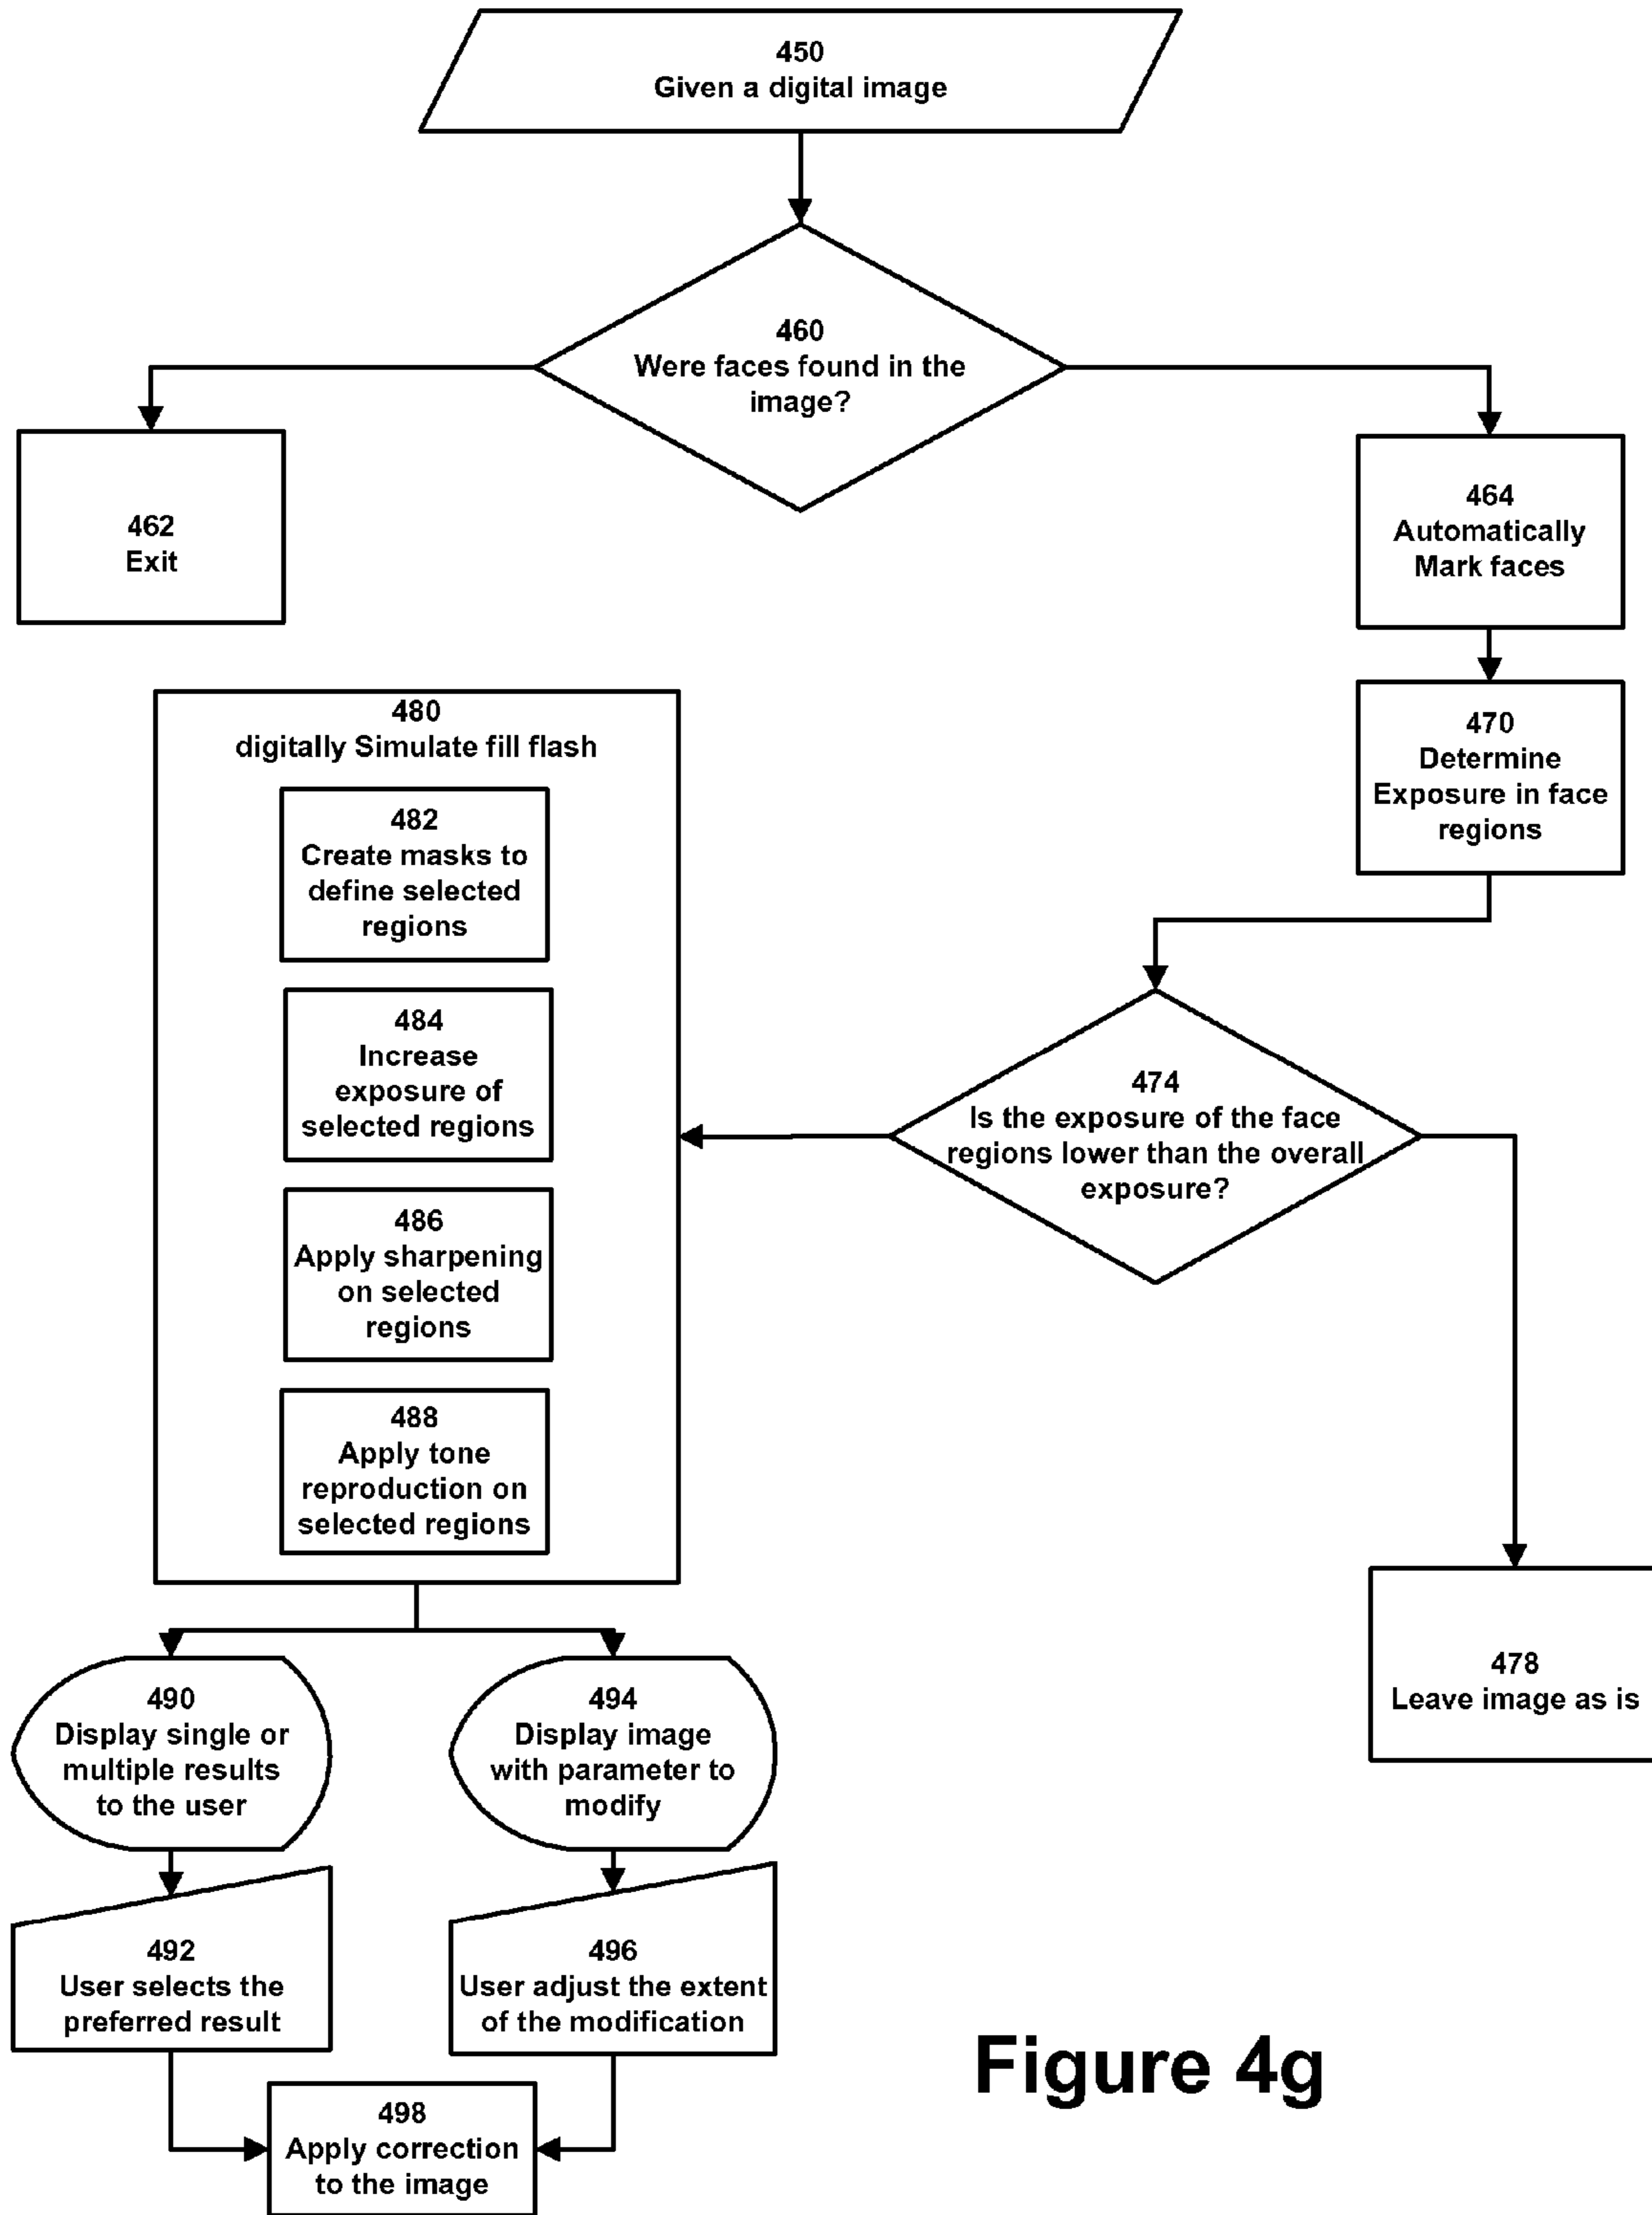 450
Given a digital image
460
Were faces found in the
image?
462
Exit
464
Automatically
Mark faces
470
Determine
Exposure in face
regions
474
Is the exposure of the face
regions lower than the overall
exposure?
478
Leave image as is
480
digitally Simulate fill flash
482
Create masks to
define selected
regions
484
Increase
exposure of
selected regions
486
Apply sharpening
on selected
regions
488
Apply tone
reproduction on
selected regions
490
Display single or
multiple results
to the user
494
Display image
with parameter to
modify
492
User selects the
preferred result
496
User adjust the extent
of the modification
498
Apply correction
to the image
Figure 4g